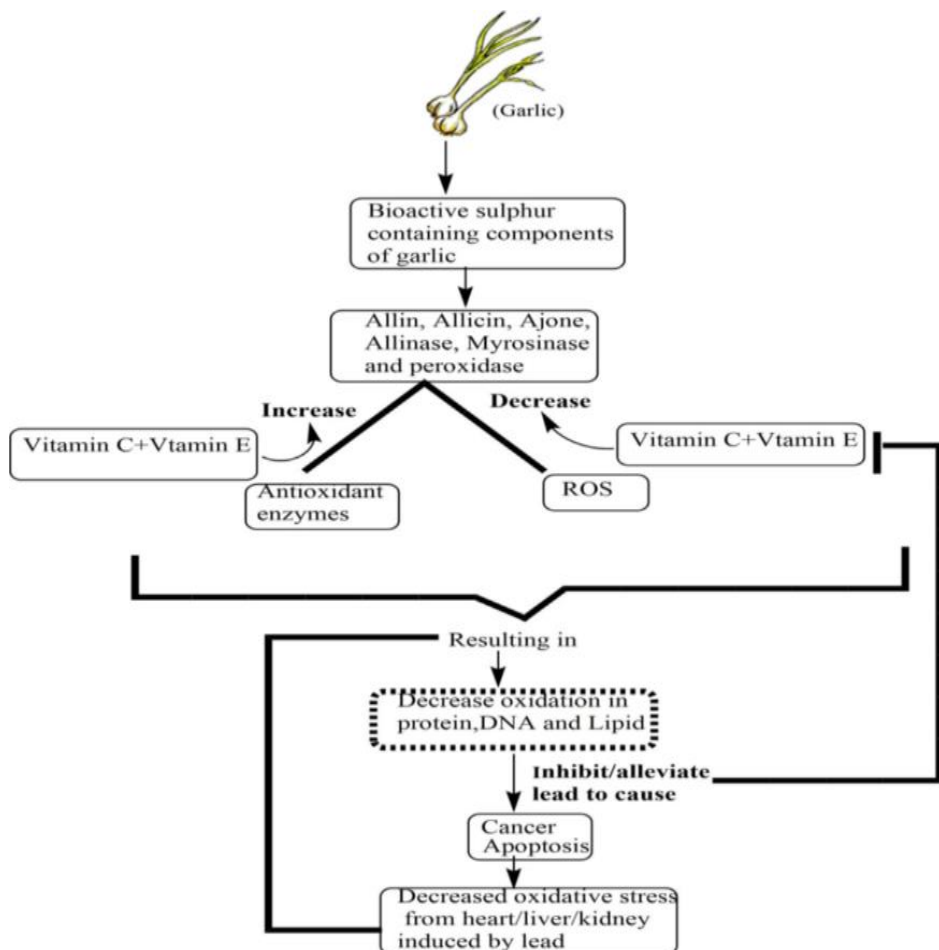 (Garlic)
Bioactive sulphur
containing components
of garlic
Allin, Allicin, Ajone,
Allinase, Myrosinase
and peroxidase
Increase
Decrease
Vitamin C+Vtamin E
Vitamin C+Vtamin E
Antioxidant
enzymes
ROS
Resulting in
Decrease oxidation in
protein,DNA and Lipid
Inhibit/alleviate
lead to cause
Cancer
Apoptosis
Decreased oxidative stress
from heart/liver/kidney
induced by lead